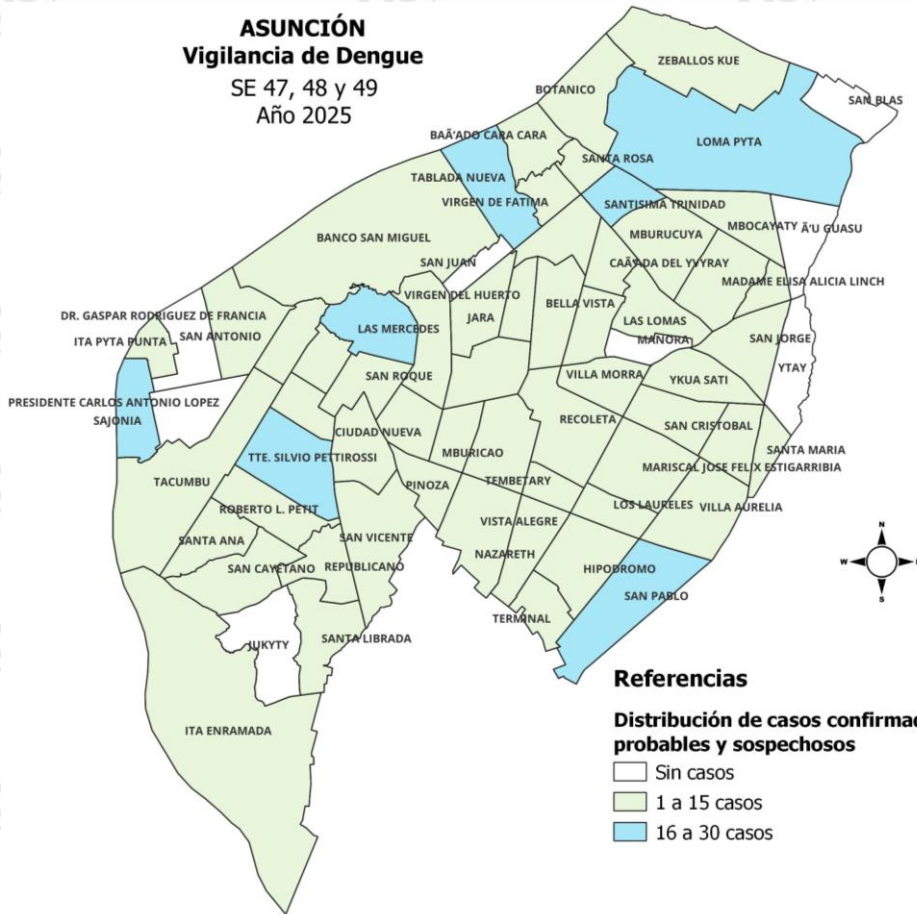 ASUNCIÓN
Vigilancia de Dengue
SE 47, 48 y 49
Año 2025
ZEBALLOS KUE
BOTANICO
SAN BLAS
BAÃ'ADO CARA CARA
LOMA PYTA
SANTA ROSA
TABLADA NUEVA
VIRGEN DE FATIMA
SANTISIMA TRINIDAD
MBOCAYATY
Ã'U GUASU
BANCO SAN MIGUEL
MBURUCUYA
SAN JUAN
CAÃ'ADA DEL YVYRAY
MADAME ELISA ALICIA LINCH
VIRGEN DEL HUERTO
BELLA VISTA
DR. GASPAR RODRIGUEZ DE FRANCIA
JARA
LAS LOMAS
LAS MERCEDES
SAN ANTONIO
ITA PYTA PUNTA
MANORA
SAN JORGE
YTAY
SAN ROQUE
VILLA MORRA
YKUA SATI
PRESIDENTE CARLOS ANTONIO LOPEZ
SAJONIA
RECOLETA
SAN CRISTOBAL
CIUDAD NUEVA
SANTA MARIA
TTE. SILVIO PETTIROSSI
MBURICAO
MARISCAL JOSE FELIX ESTIGARRIBIA
TACUMBU
PINOZA
TEMBETARY
ROBERTO L. PETIT
LOS LAURELES
VILLA AURELIA
VISTA ALEGRE
SANTA ANA
SAN VICENTE
NAZARETH
SAN CAYETANO
REPUBLICANO
HIPODROMO
SAN PABLO
TERMINAL
JUKYTY
SANTA LIBRADA
ITA ENRAMADA
N
W
S
Referencias
Distribución de casos confirmad
probables y sospechosos
Sin casos
1 a 15 casos
16 a 30 casos